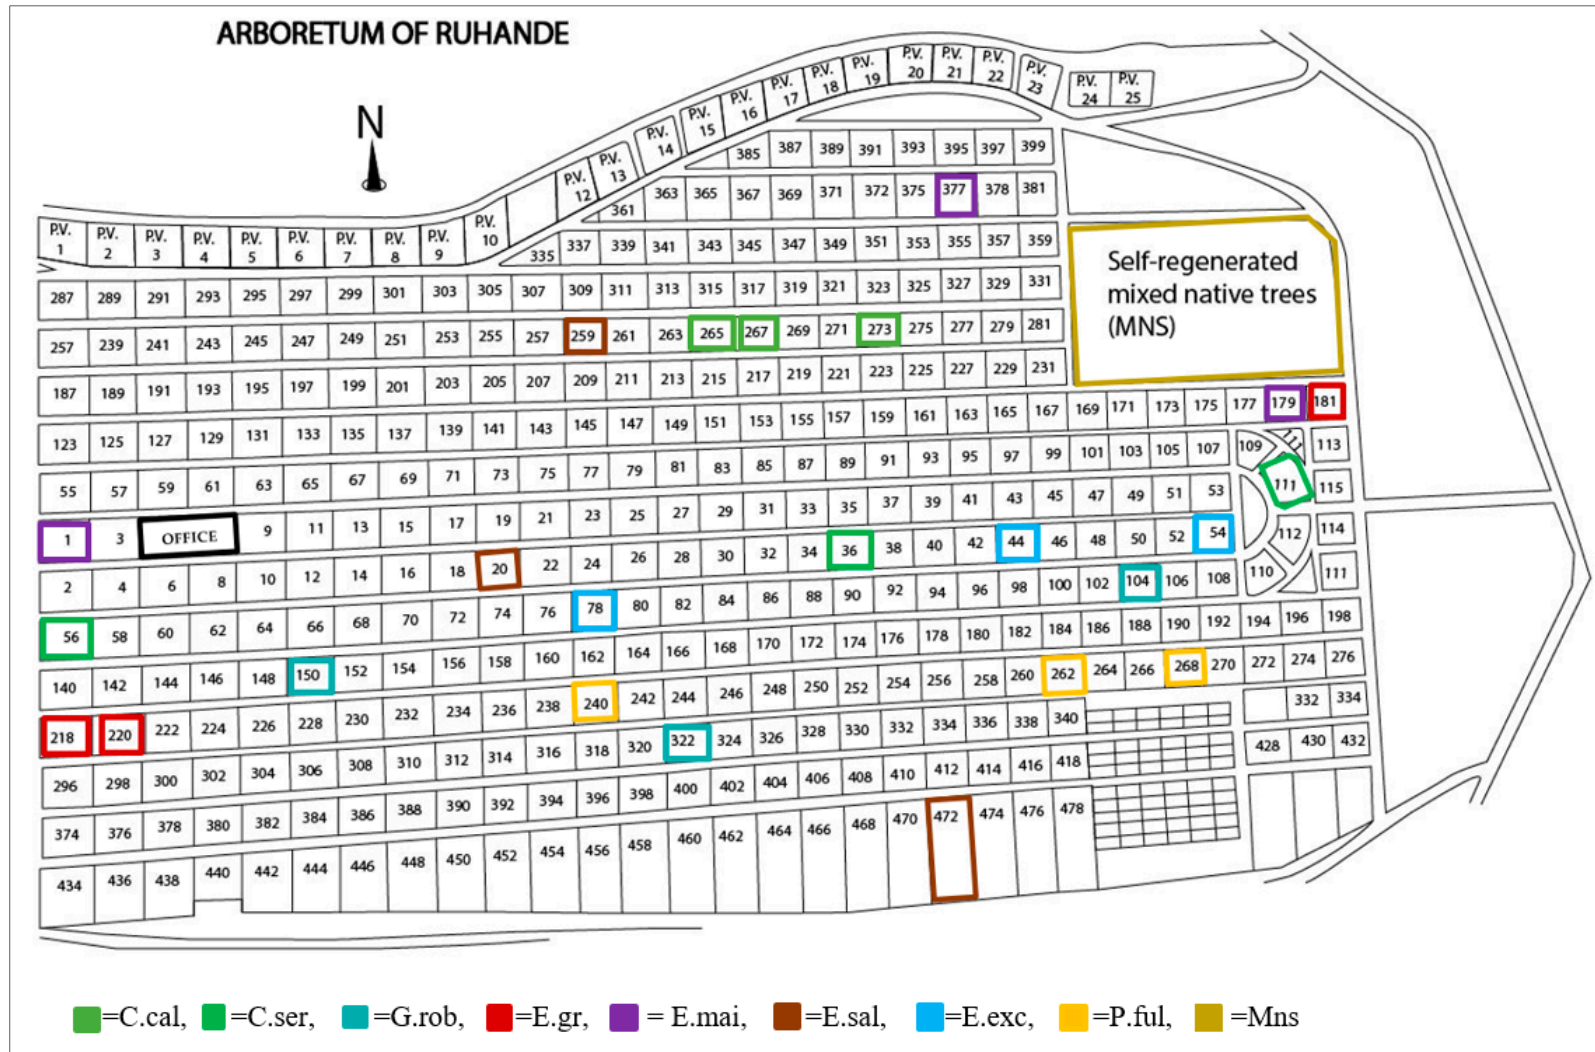 ARBORETUM OF RUHANDE
N
P.V. 1 P.V. 2 P.V. 3 P.V. 4 P.V. 5 P.V. 6 P.V. 7 P.V. 8 P.V. 9 P.V. 10 P.V. 12 P.V. 13 P.V. 14 P.V. 15 P.V. 16 P.V. 17 P.V. 18 P.V. 19 P.V. 20 P.V. 21 P.V. 22 P.V. 23 P.V. 24 P.V. 25
385 387 389 391 393 395 397 399
361 363 365 367 369 371 372 375 377 378 381
335 337 339 341 343 345 347 349 351 353 355 357 359
Self-regenerated
mixed native trees
(MNS)
287 289 291 293 295 297 299 301 303 305 307 309 311 313 315 317 319 321 323 325 327 329 331
257 239 241 243 245 247 249 251 253 255 257 259 261 263 265 267 269 271 273 275 277 279 281
187 189 191 193 195 197 199 201 203 205 207 209 211 213 215 217 219 221 223 225 227 229 231
123 125 127 129 131 133 135 137 139 141 143 145 147 149 151 153 155 157 159 161 163 165 167 169 171 173 175 177 179 181
55 57 59 61 63 65 67 69 71 73 75 77 79 81 83 85 87 89 91 93 95 97 99 101 103 105 107 109 111 113
111 115
1 3 OFFICE 9 11 13 15 17 19 21 23 25 27 29 31 33 35 37 39 41 43 45 47 49 51 53
112 114
2 4 6 8 10 12 14 16 18 20 22 24 26 28 30 32 34 36 38 40 42 44 46 48 50 52 54
110 111
56 58 60 62 64 66 68 70 72 74 76 78 80 82 84 86 88 90 92 94 96 98 100 102 104 106 108
140 142 144 146 148 150 152 154 156 158 160 162 164 166 168 170 172 174 176 178 180 182 184 186 188 190 192 194 196 198
218 220 222 224 226 228 230 232 234 236 238 240 242 244 246 248 250 252 254 256 258 260 262 264 266 268 270 272 274 276
296 298 300 302 304 306 308 310 312 314 316 318 320 322 324 326 328 330 332 334 336 338 340 332 334
374 376 378 380 382 384 386 388 390 392 394 396 398 400 402 404 406 408 410 412 414 416 418 428 430 432
434 436 438 440 442 444 446 448 450 452 454 456 458 460 462 464 466 468 470 472 474 476 478
=C.cal, =C.ser, =G.rob, =E.gr, = E.mai, =E.sal, =E.exc, =P.ful, =Mns